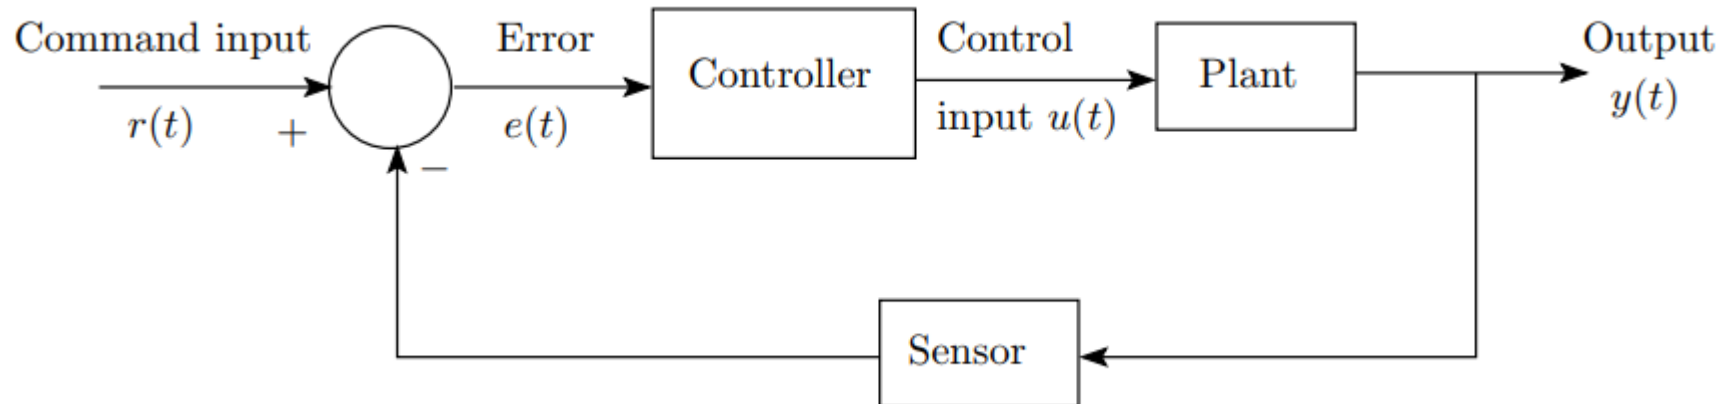 Command input
r(t)
+
−
Error
e(t)
Controller
Control
input u(t)
Plant
Output
y(t)
Sensor